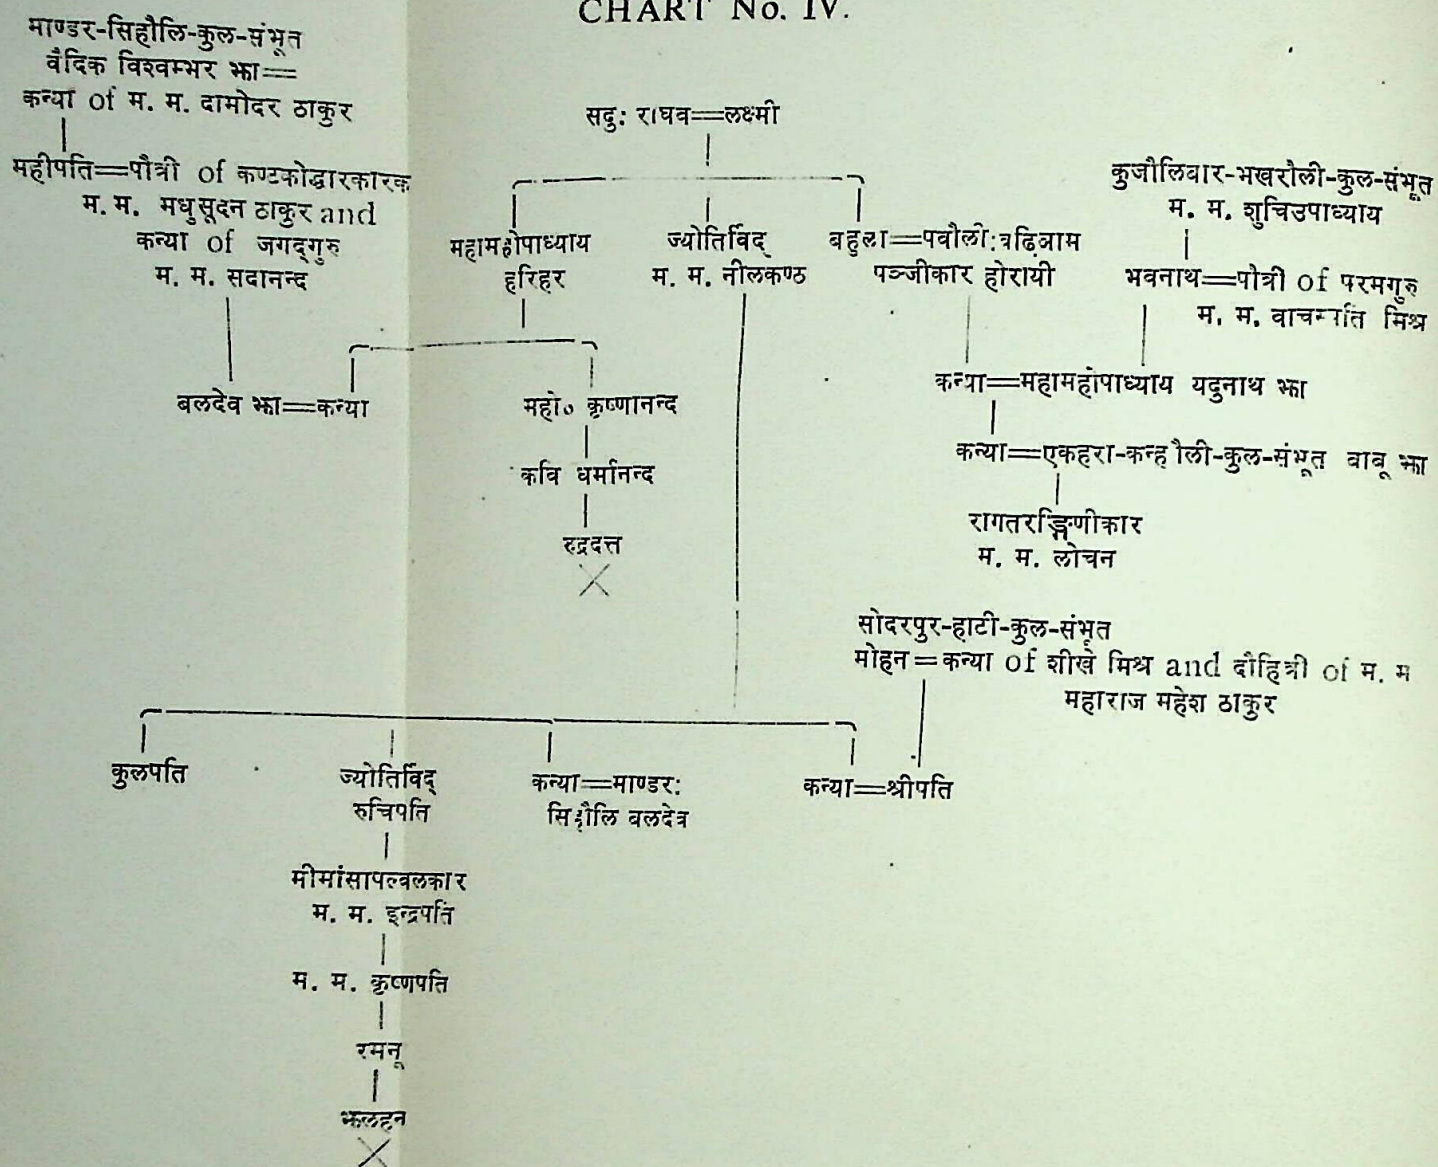 CHART No. IV.
माण्डर-सिहौलि-कुल-संभूत
वैदिक विश्वम्भर झा=
कन्या of म. म. दामोदर ठाकुर
महीपति=पौत्री of कण्टकोद्धारकारक
म. म. मधुसूदन ठाकुर and
कन्या of जगद्गुरु
म. म. सदानन्द
बलदेव झा=कन्या
सदु: राघव=लक्ष्मी
महामहोपाध्याय
हरिहर
ज्योतिर्विद्
म. म. नीलकण्ठ
बहुला=पवौली:
पञ्जीकार होरायी
महो० कृष्णानन्द
कवि धर्मानन्द
रुद्रदत्त
कुजौलिवार-भखरौली-कुल-संभूत
म. म. शुचिउपाध्याय
भवनाथ=पौत्री of परमगुरु
म. म. वाचस्पति मिश्र
कन्या=महामहोपाध्याय यदुनाथ झा
कन्या=एकहरा-कन्हौली-कुल-संभूत बाबू झा
रागतरङ्गिणीकार
म. म. लोचन
सोदरपुर-हाटी-कुल-संभृत
मोहन=कन्या of शीखे मिश्र and दौहित्री of म. म
महाराज महेश ठाकुर
कुलपति
ज्योतिर्विद्
रुचिपति
कन्या=माण्डर:
सिहौलि बलदेव
कन्या=श्रीपति
मीमांसापल्वलकार
म. म. इन्द्रपति
म. म. कृष्णपति
रमनू
झलहन